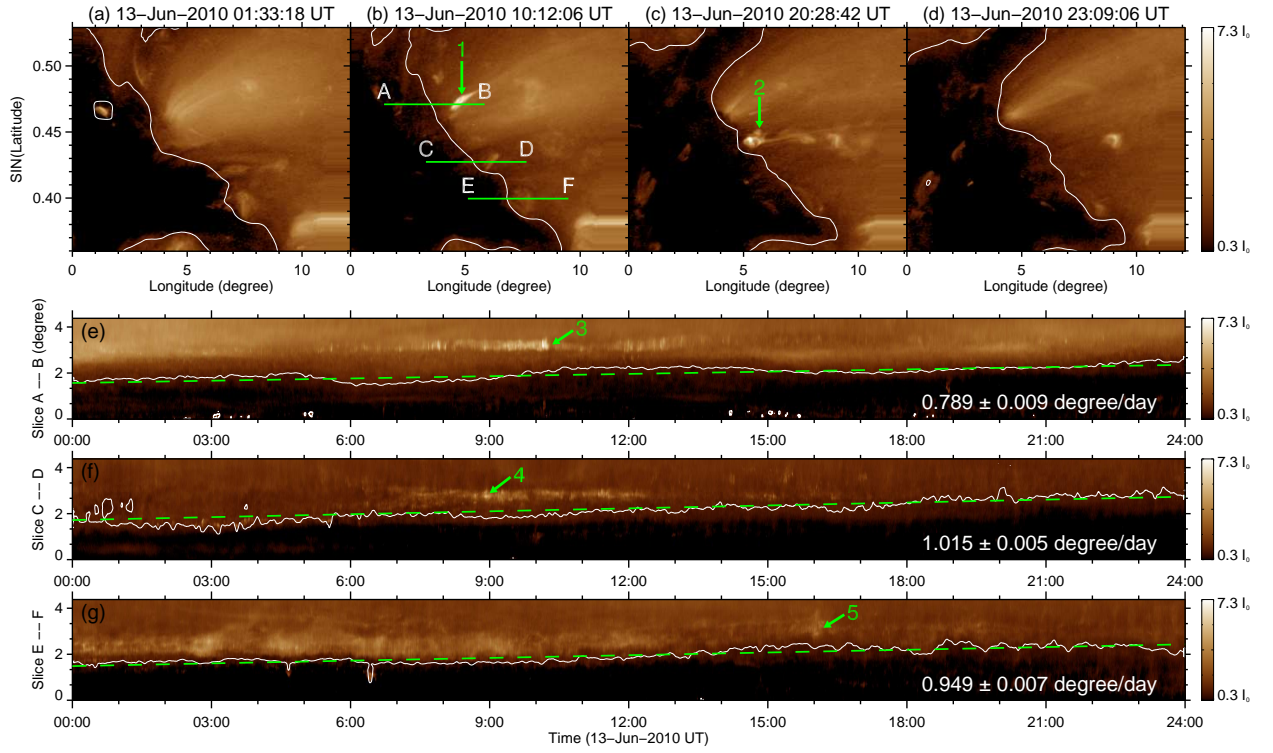 (a) 13−Jun−2010 01:33:18 UT
(b) 13−Jun−2010 10:12:06 UT
(c) 13−Jun−2010 20:28:42 UT
(d) 13−Jun−2010 23:09:06 UT
SIN(Latitude)
0.50
0.45
0.40
A
B
C
D
E
F
1
2
7.3 I₀
0.3 I₀
0 5 10
0 5 10
0 5 10
0 5 10
Longitude (degree)
Longitude (degree)
Longitude (degree)
Longitude (degree)
Slice A −−− B (degree)
4
2
0
(e)
3
0.789 ± 0.009 degree/day
7.3 I₀
0.3 I₀
00:00 03:00 06:00 09:00 12:00 15:00 18:00 21:00 24:00
Slice C −−− D
4
2
0
(f)
4
1.015 ± 0.005 degree/day
7.3 I₀
0.3 I₀
00:00 03:00 06:00 09:00 12:00 15:00 18:00 21:00 24:00
Slice E −−− F
4
2
0
(g)
5
0.949 ± 0.007 degree/day
7.3 I₀
0.3 I₀
00:00 03:00 06:00 09:00 12:00 15:00 18:00 21:00 24:00
Time (13−Jun−2010 UT)